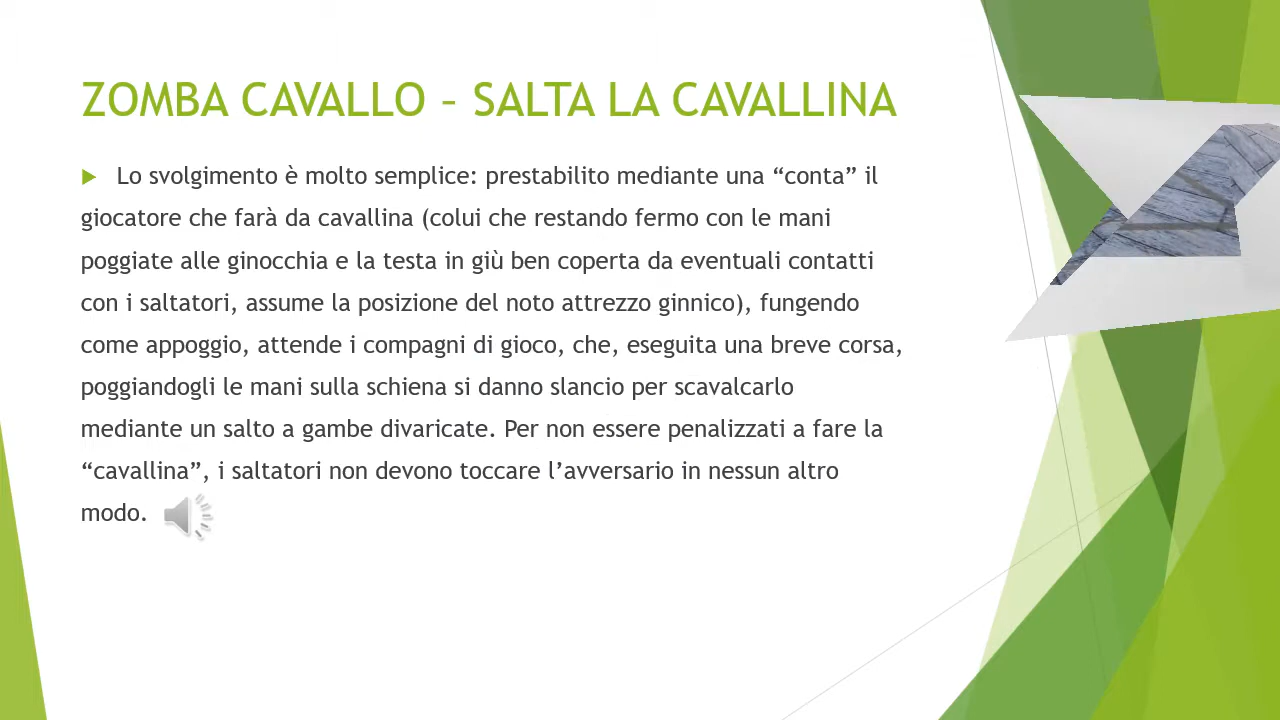 ZOMBA CAVALLO – SALTA LA CAVALLINA
Lo svolgimento è molto semplice: prestabilito mediante una “conta” il
giocatore che farà da cavallina (colui che restando fermo con le mani
poggiate alle ginocchia e la testa in giù ben coperta da eventuali contatti
con i saltatori, assume la posizione del noto attrezzo ginnico), fungendo
come appoggio, attende i compagni di gioco, che, eseguita una breve corsa,
poggiandogli le mani sulla schiena si danno slancio per scavalcarlo
mediante un salto a gambe divaricate. Per non essere penalizzati a fare la
“cavallina”, i saltatori non devono toccare l’avversario in nessun altro
modo.